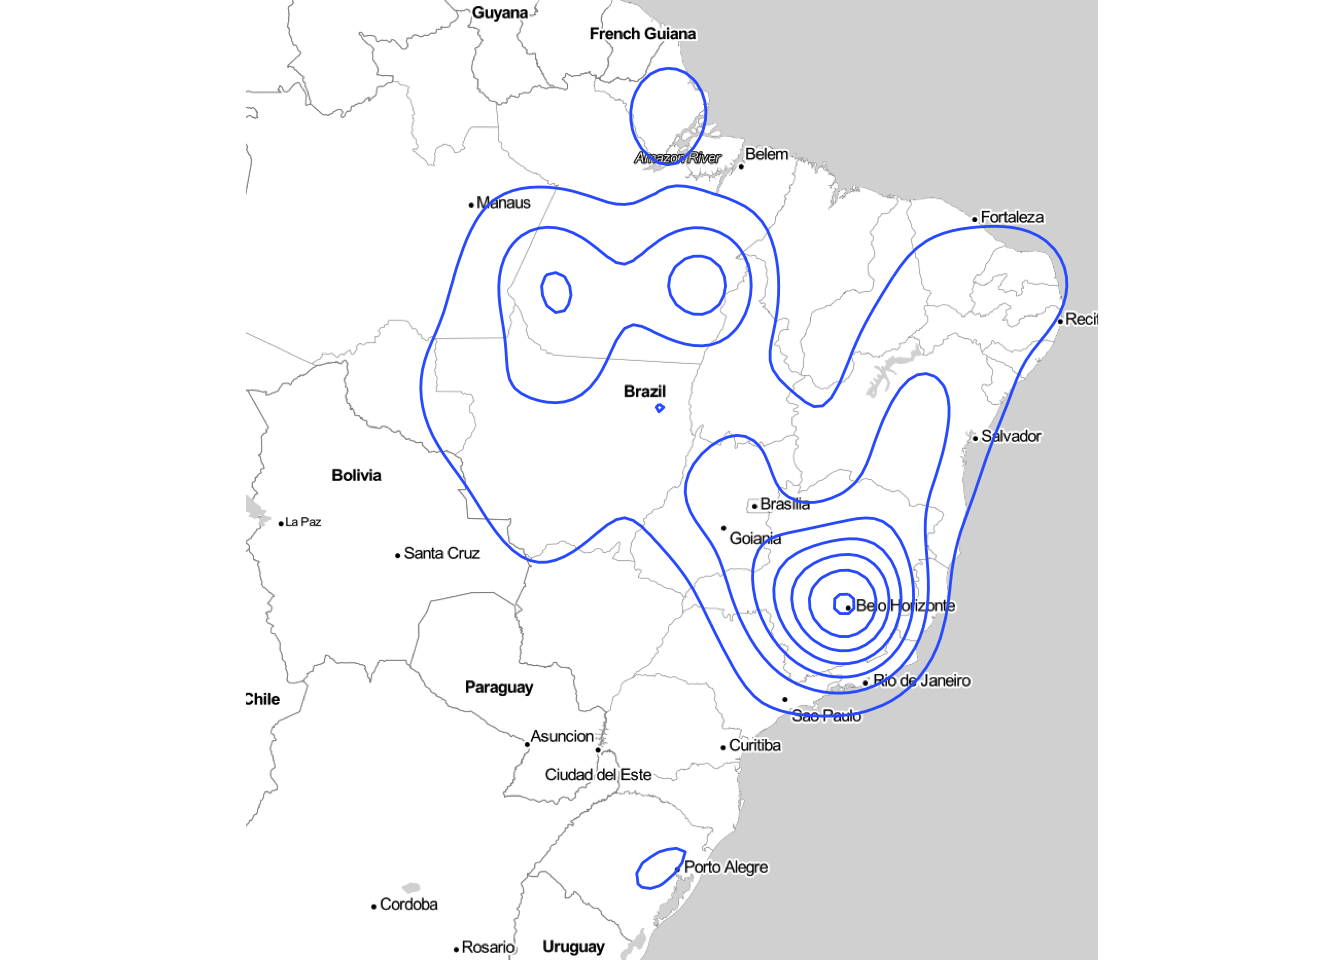 Guyana
French Guiana
Amazon River
Belem
Manaus
Fortaleza
Recif
Brazil
Salvador
Bolivia
Brasilia
La Paz
Goiania
Santa Cruz
Belo Horizonte
Rio de Janeiro
Paraguay
Chile
Sao Paulo
Asuncion
Curitiba
Ciudad del Este
Porto Alegre
Cordoba
Rosario
Uruguay